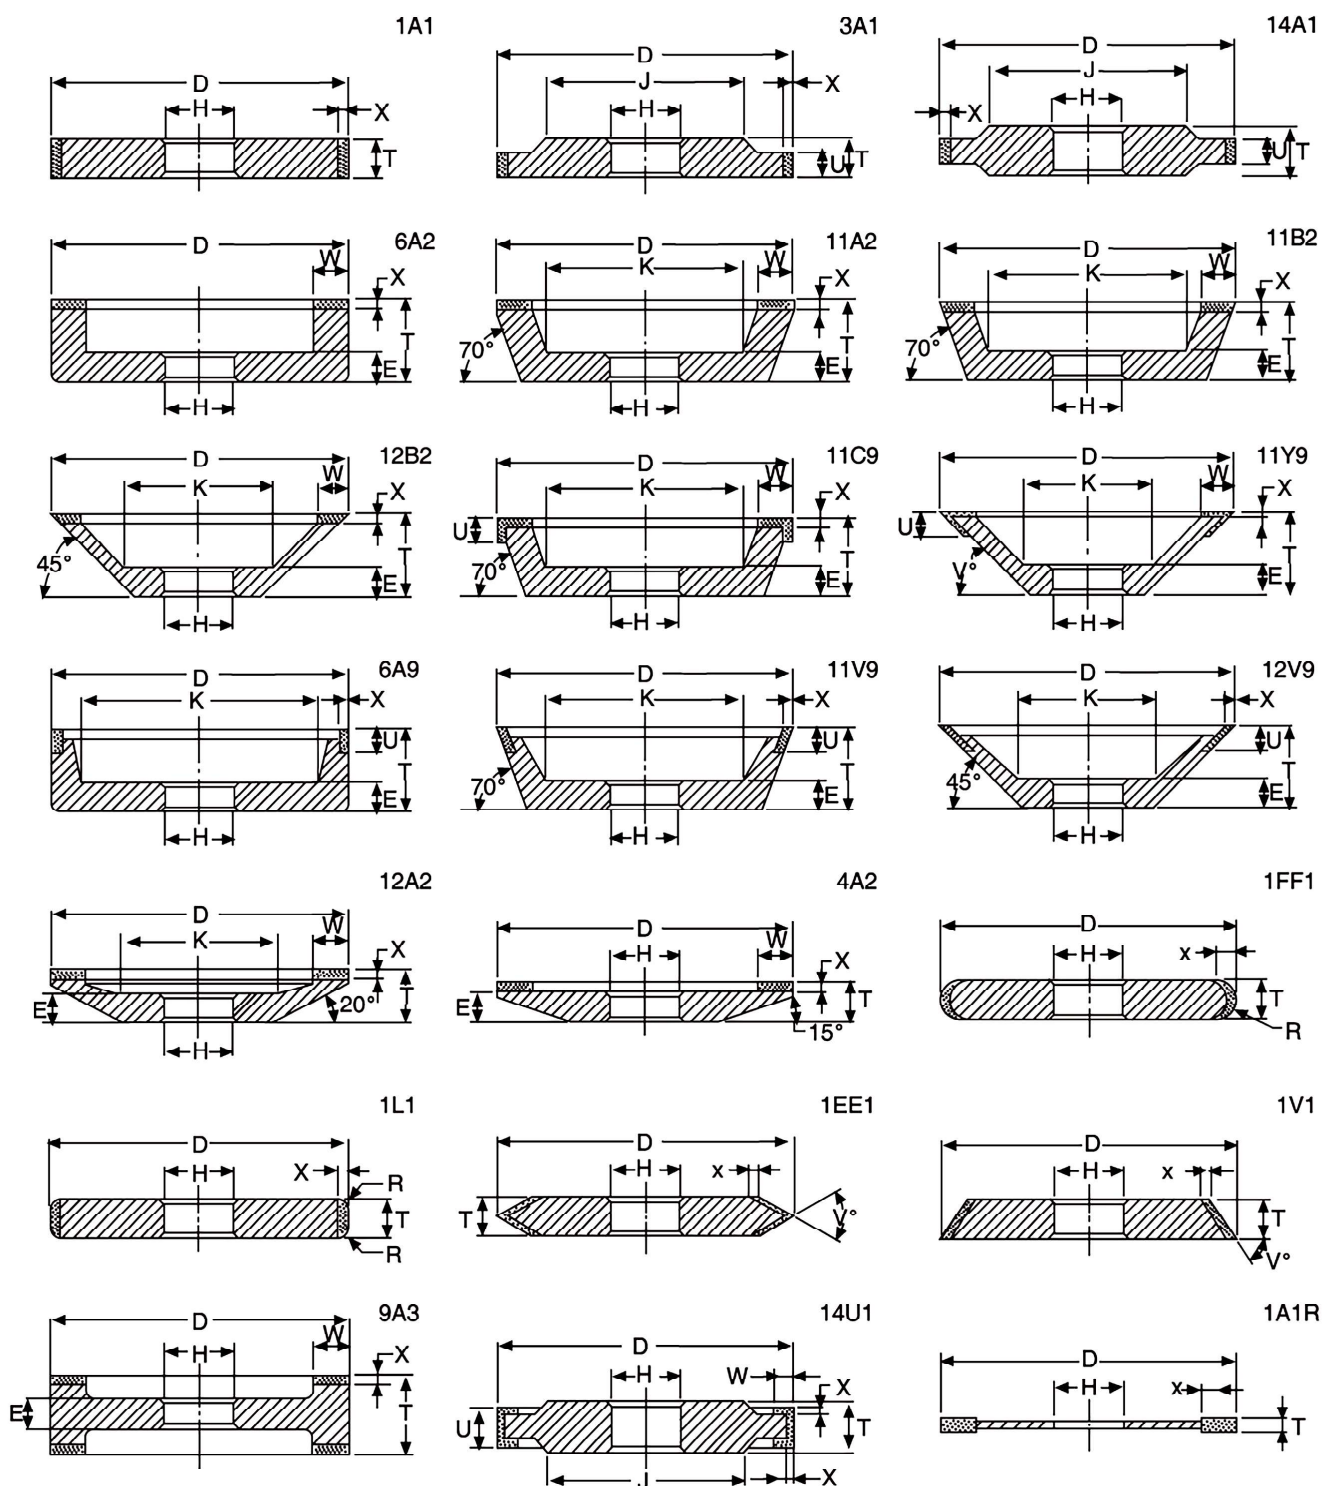 1A1
D
H
X
T
3A1
D
J
X
H
U T
14A1
D
J
H
X
U T
6A2
D
W
X
T
E
H
11A2
D
W
K
X
70°
T
E
H
11B2
D
W
K
X
70°
T
E
H
12B2
D
W
K
X
45°
T
E
H
11C9
D
W
K
X
U
70°
T
E
H
11Y9
D
W
K
X
U
V°
T
E
H
6A9
D
K
X
U
T
E
H
11V9
D
K
X
U
70°
T
E
H
12V9
D
K
X
U
45°
T
E
H
12A2
D
W
K
X
E
20°
T
H
4A2
D
H
W
X
E
T
15°
1FF1
D
H
x
T
R
1L1
D
H
X
R
T
R
1EE1
D
H
x
T
V°
1V1
D
H
x
T
V°
9A3
D
W
H
X
E
T
14U1
D
H
W
X
U
T
J
X
1A1R
D
H
x
T